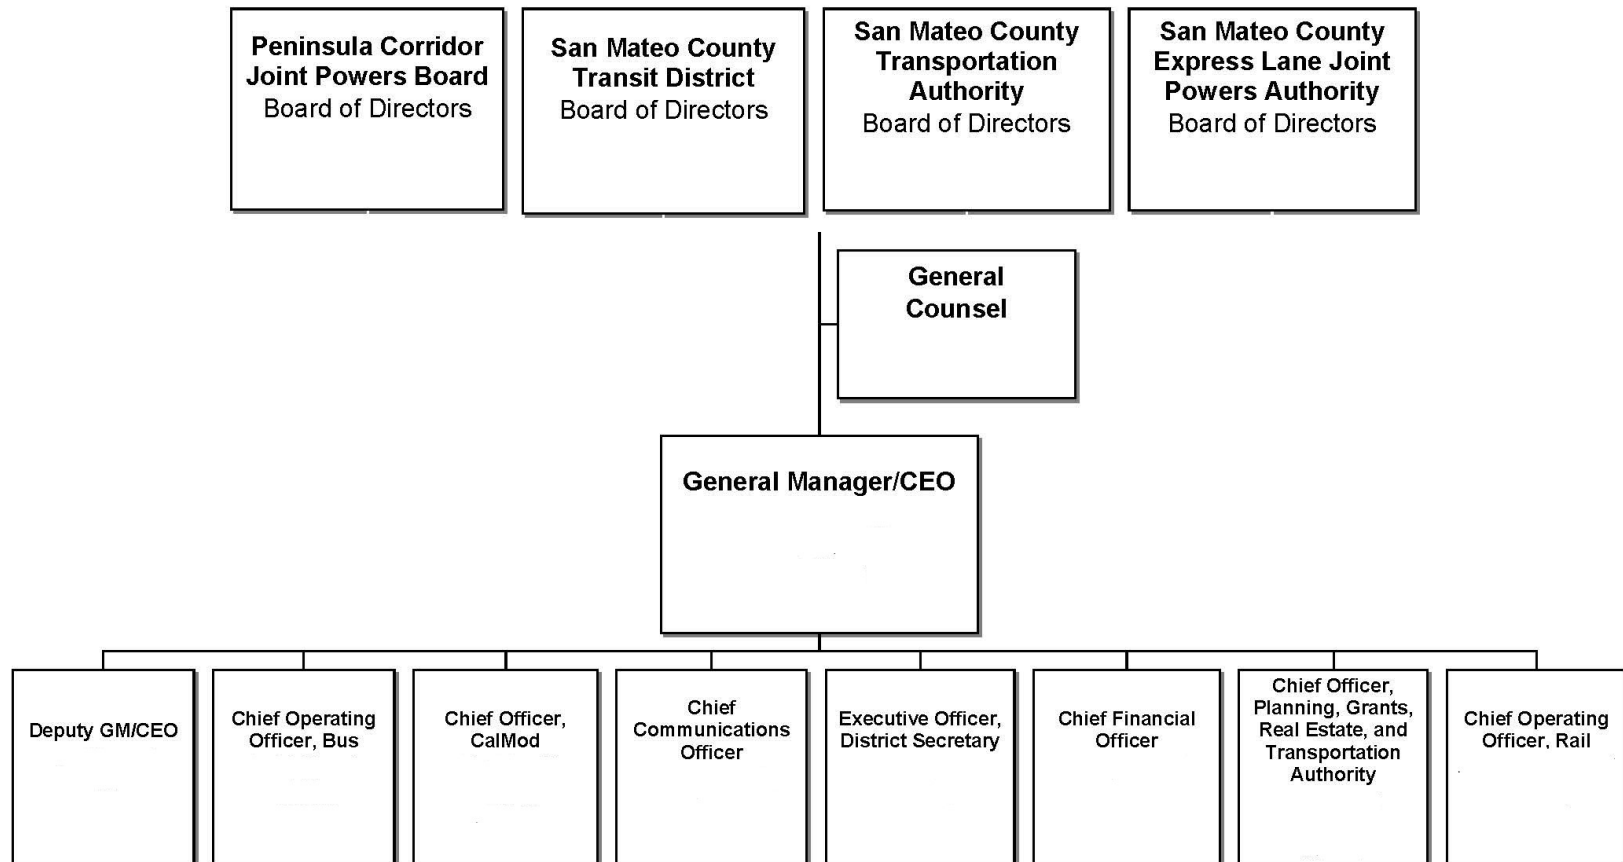 Peninsula Corridor
Joint Powers Board
Board of Directors
San Mateo County
Transit District
Board of Directors
San Mateo County
Transportation
Authority
Board of Directors
San Mateo County
Express Lane Joint
Powers Authority
Board of Directors
General
Counsel
General Manager/CEO
Deputy GM/CEO
Chief Operating
Officer, Bus
Chief Officer,
CalMod
Chief
Communications
Officer
Executive Officer,
District Secretary
Chief Financial
Officer
Chief Officer,
Planning, Grants,
Real Estate, and
Transportation
Authority
Chief Operating
Officer, Rail